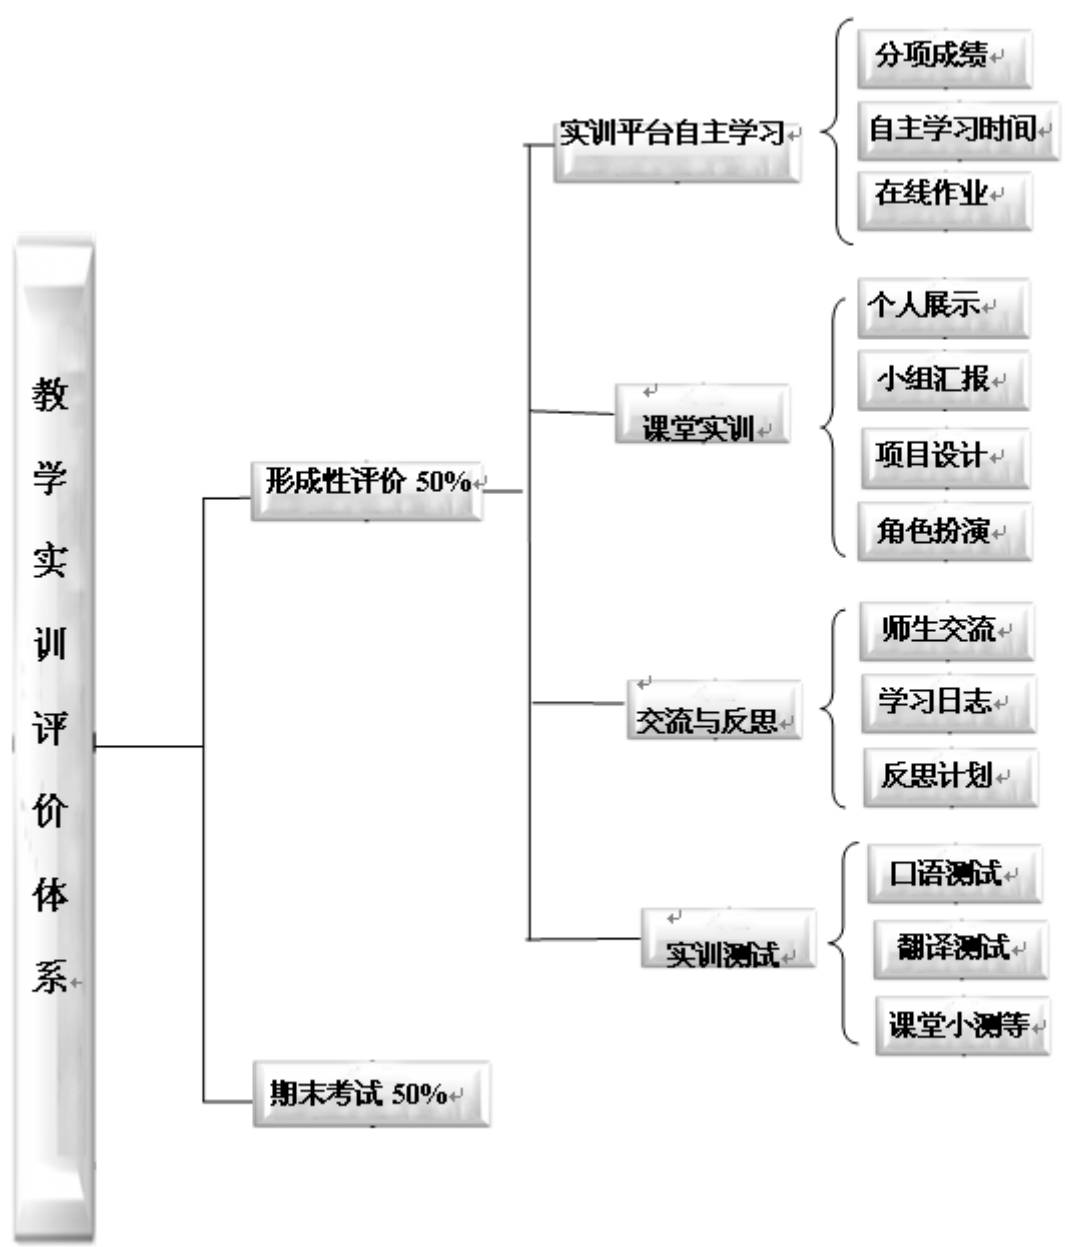 教学实训评价体系
形成性评价 50%
期末考试 50%
实训平台自主学习
分项成绩
自主学习时间
在线作业
课堂实训
个人展示
小组汇报
项目设计
角色扮演
交流与反思
师生交流
学习日志
反思计划
实训测试
口语测试
翻译测试
课堂小测等